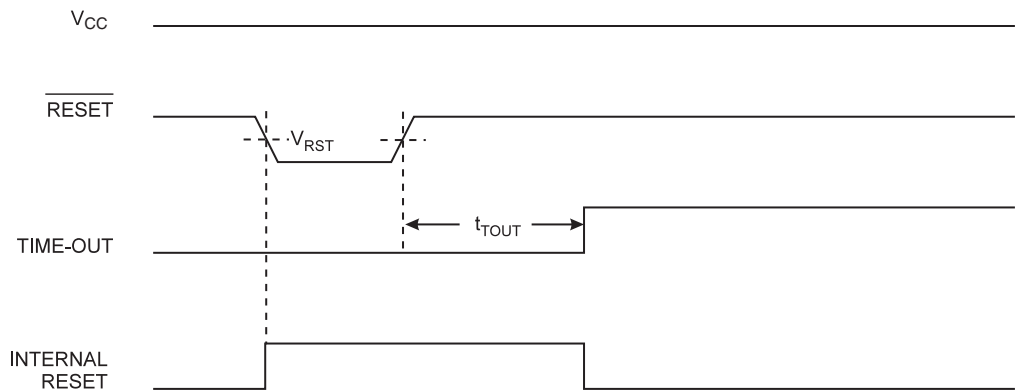 VCC
RESET
VRST
tTOUT
TIME-OUT
INTERNAL
RESET